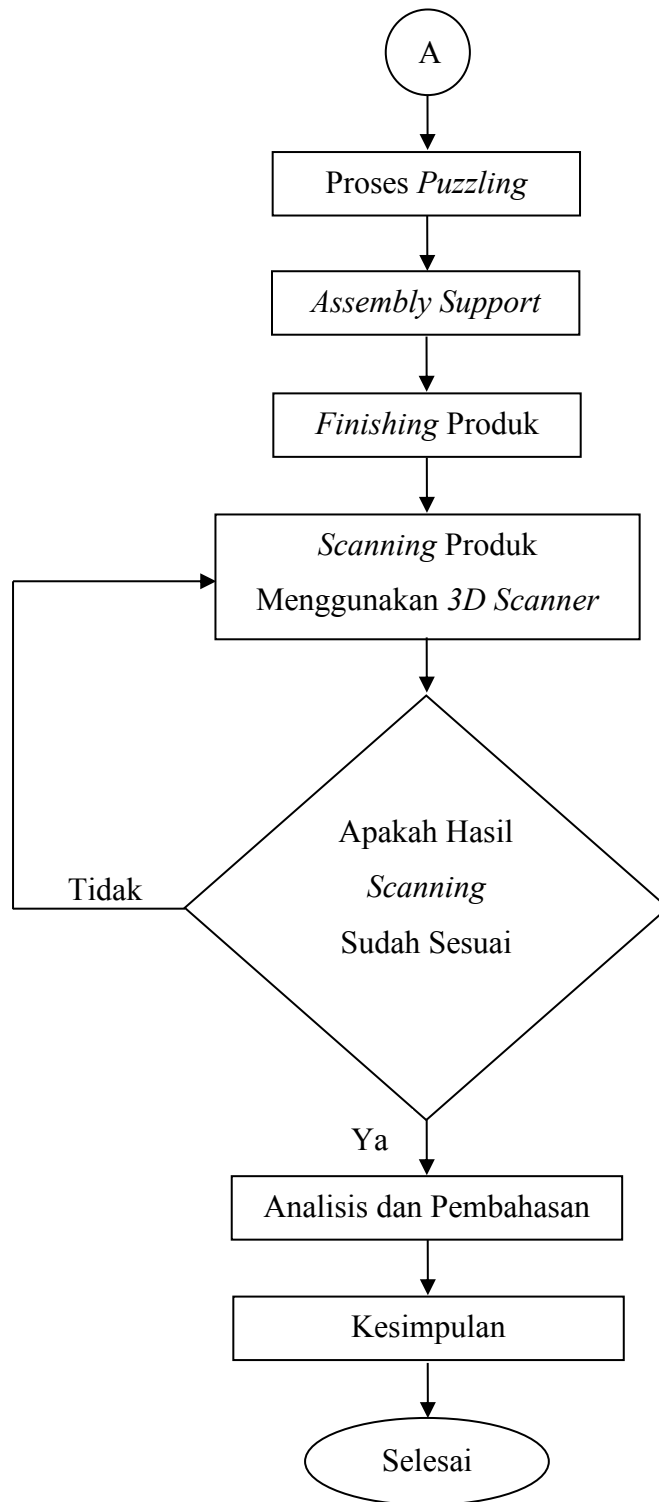 A
Proses Puzzling
Assembly Support
Finishing Produk
Scanning Produk
Menggunakan 3D Scanner
Apakah Hasil
Scanning
Sudah Sesuai
Tidak
Ya
Analisis dan Pembahasan
Kesimpulan
Selesai